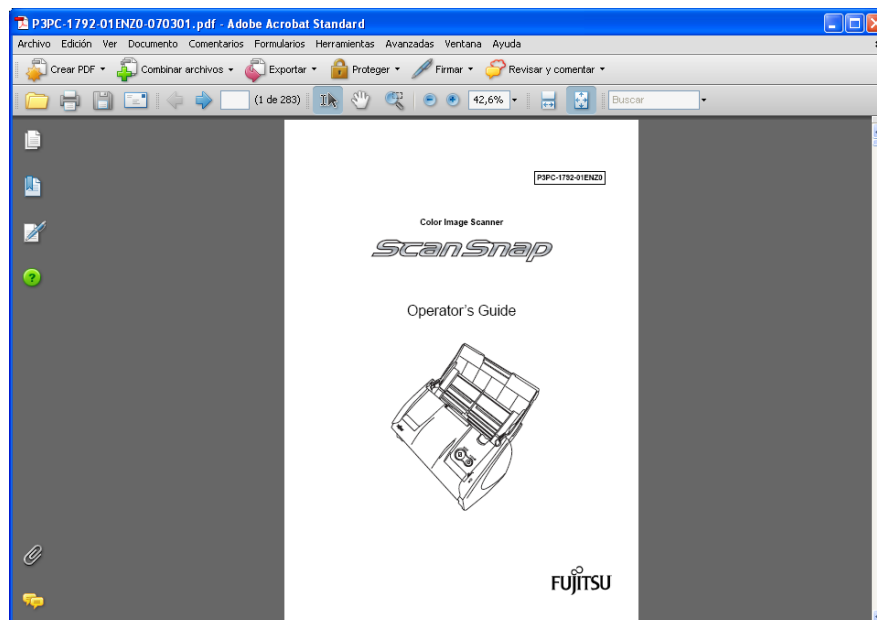 P3PC-1792-01ENZ0-070301.pdf - Adobe Acrobat Standard
Archivo Edición Ver Documento Comentarios Formularios Herramientas Avanzadas Ventana Ayuda
Crear PDF Combinar archivos Exportar Proteger Firmar Revisar y comentar
(1 de 283) 42,6% Buscar
P3PC-1792-01ENZ0
Color Image Scanner
ScanSnap
Operator's Guide
FUJITSU